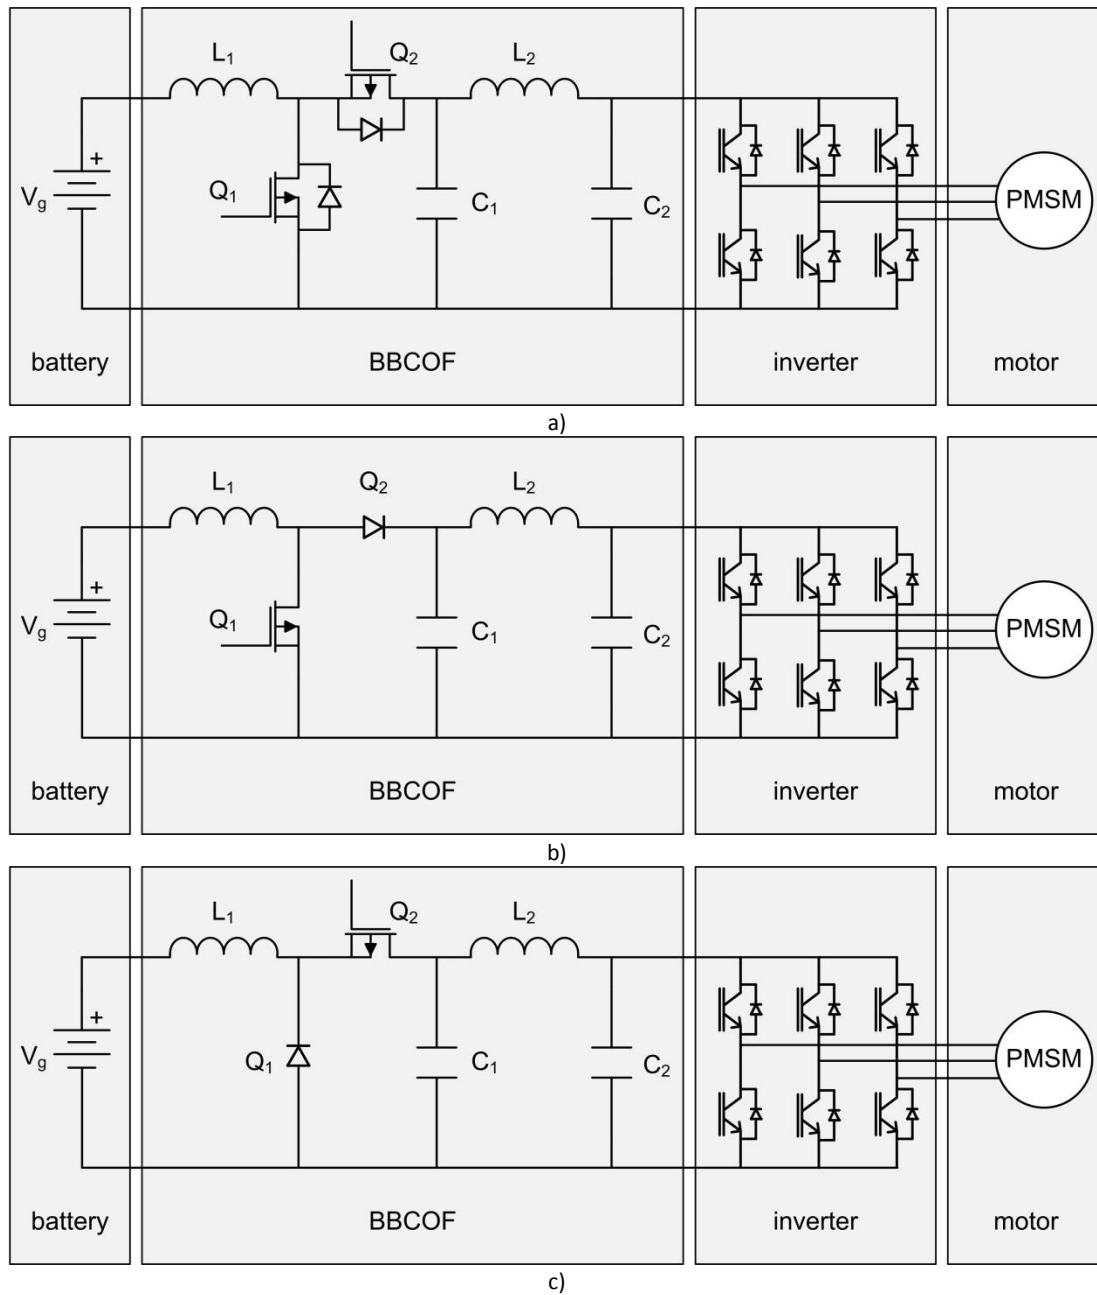 L₁ Q₂ L₂
+
Vg Q₁ C₁ C₂ PMSM
battery BBCOF inverter motor
a)
L₁ Q₂ L₂
+
Vg Q₁ C₁ C₂ PMSM
battery BBCOF inverter motor
b)
L₁ Q₂ L₂
+
Vg Q₁ C₁ C₂ PMSM
battery BBCOF inverter motor
c)